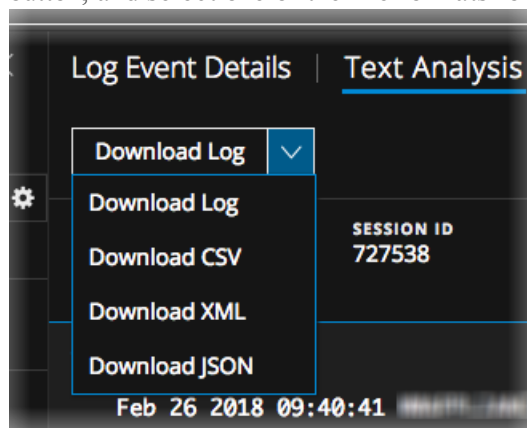 Log Event Details | Text Analysis
Download Log
Download Log
Download CSV
SESSION ID
727538
Download XML
Download JSON
Feb 26 2018 09:40:41